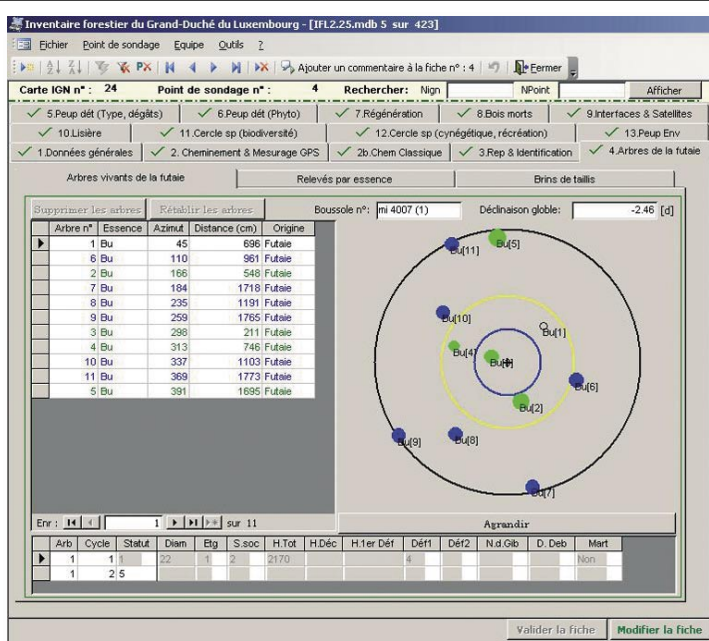 Inventaire forestier du Grand-Duché du Luxembourg - [IFL2.25.mdb 5 sur 423]
Fichier Point de sondage Equipe Outils ?
Ajouter un commentaire à la fiche n° : 4 Fermer
Carte IGN n° : 24 Point de sondage n° : 4 Rechercher: Nign NPoint Afficher
5.Peup dét (Type, dégâts) 6.Peup dét (Phyto) 7.Régénération 8.Bois morts 9.Interfaces & Satellites
10.Lisière 11.Cercle sp (biodiversité) 12.Cercle sp (cynégétique, récréation) 13.Peup Env
1.Données générales 2. Cheminement & Mesurage GPS 2b.Chem Classique 3.Rep & Identification 4.Arbres de la futaie
Arbres vivants de la futaie Relevés par essence Brins de taillis
Supprimer les arbres Rétablir les arbres Boussole n°: mi 4007 (1) Déclinaison globle: -2.46 [d]
Arbre n° Essence Azimut Distance (cm) Origine
1 Bu 45 696 Futaie
6 Bu 110 961 Futaie
2 Bu 166 548 Futaie
7 Bu 184 1718 Futaie
8 Bu 235 1191 Futaie
9 Bu 259 1765 Futaie
3 Bu 298 211 Futaie
4 Bu 313 746 Futaie
10 Bu 337 1103 Futaie
11 Bu 369 1773 Futaie
5 Bu 391 1695 Futaie
Bu[11] Bu[5]
Bu[10]
Bu[1]
Bu[4]
Bu[6]
Bu[2]
Bu[9] Bu[8]
Bu[7]
Enr : 1 sur 11
Agrandir
Arb Cycle Statut Diam Etg S.soc H.Tot H.Déc H.1er Déf Déf1 Déf2 N.d.Gib D. Deb Mart
1 1 1 22 1 2 2170 4 Non
1 2 5
Valider la fiche Modifier la fiche